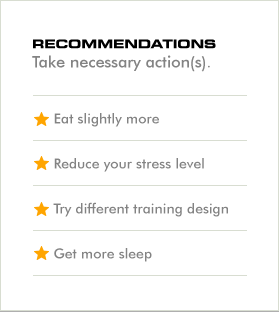 RECOMMENDATIONS
Take necessary action(s).
Eat slightly more
Reduce your stress level
Try different training design
Get more sleep